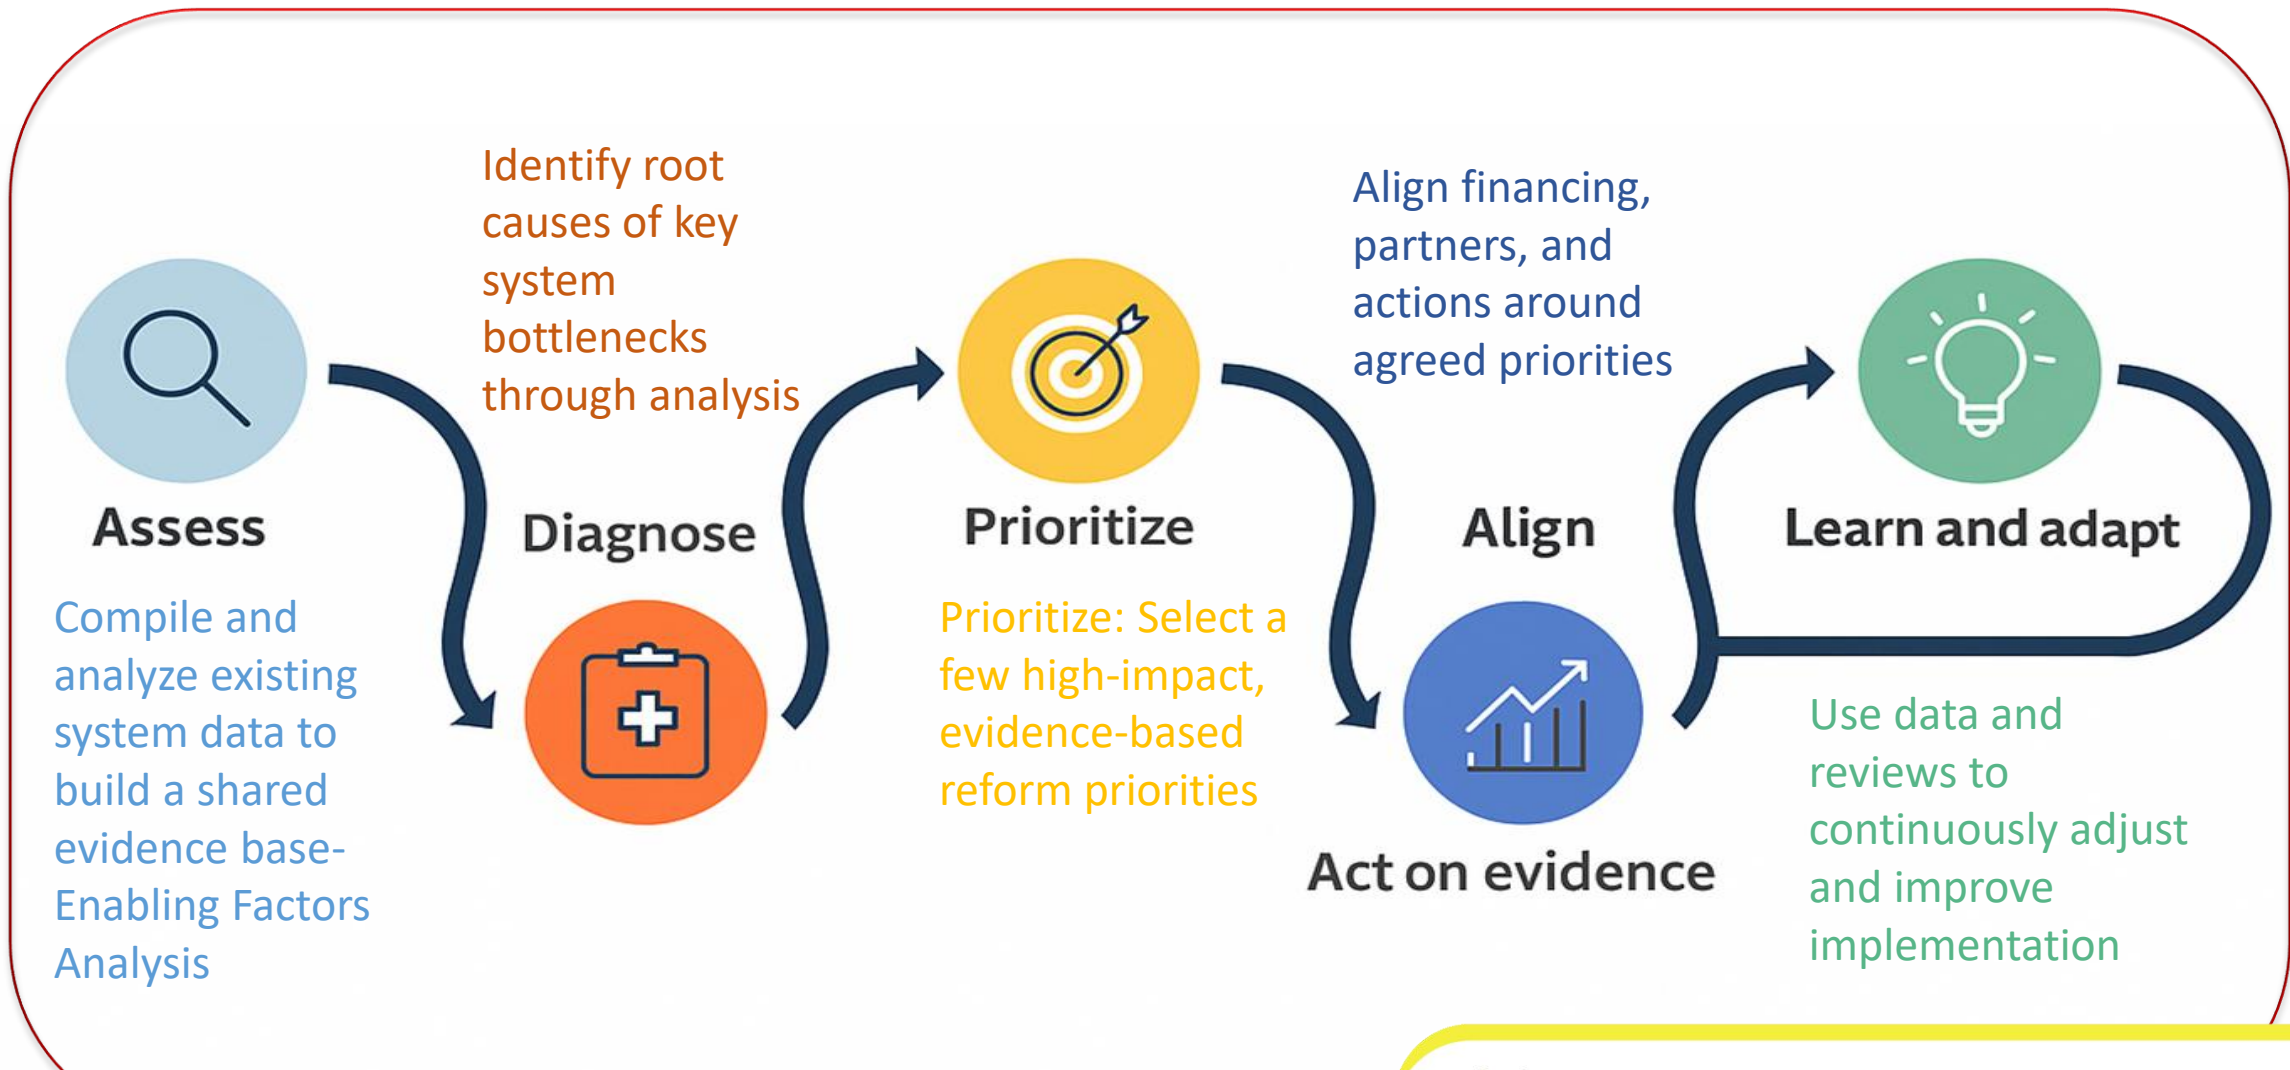 Assess
Compile and
analyze existing
system data to
build a shared
evidence base-
Enabling Factors
Analysis
Identify root
causes of key
system
bottlenecks
through analysis
Diagnose
Prioritize
Prioritize: Select a
few high-impact,
evidence-based
reform priorities
Align financing,
partners, and
actions around
agreed priorities
Align
Act on evidence
Learn and adapt
Use data and
reviews to
continuously adjust
and improve
implementation